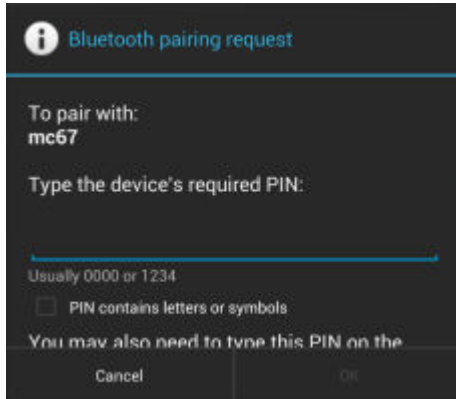 Bluetooth pairing request
To pair with:
mc67
Type the device's required PIN:
Usually 0000 or 1234
PIN contains letters or symbols
You may also need to type this PIN on the
Cancel
OK